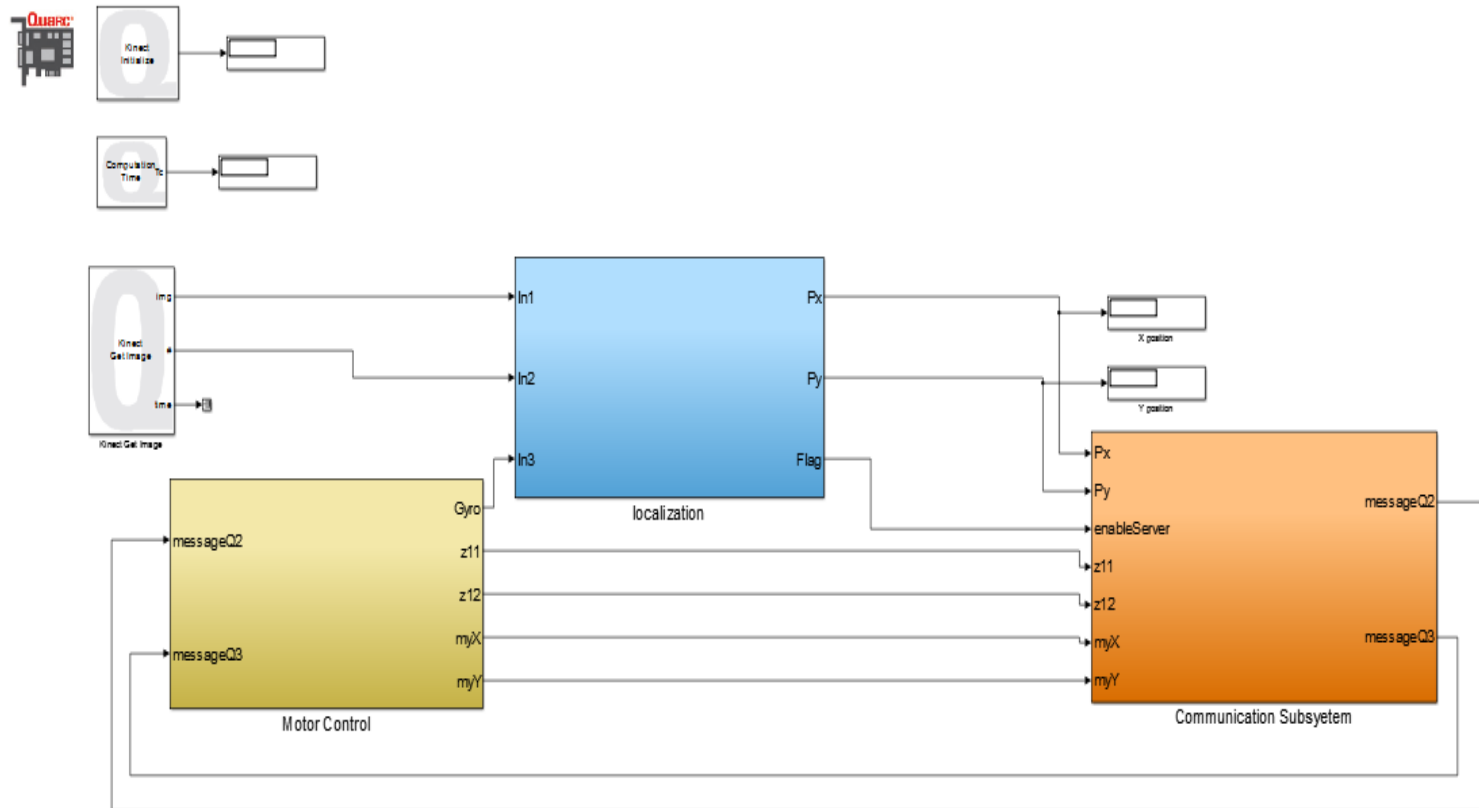 QUARC
Kinect
Initialize
Computation
Time
Tc
img
Kinect
Get Image
time
Kinect Get Image
In1
In2
In3
Px
Py
Flag
localization
X position
Y position
messageQ2
messageQ3
Gyro
z11
z12
myX
myY
Motor Control
Px
Py
enableServer
z11
z12
myX
myY
messageQ2
messageQ3
Communication Subsyetem